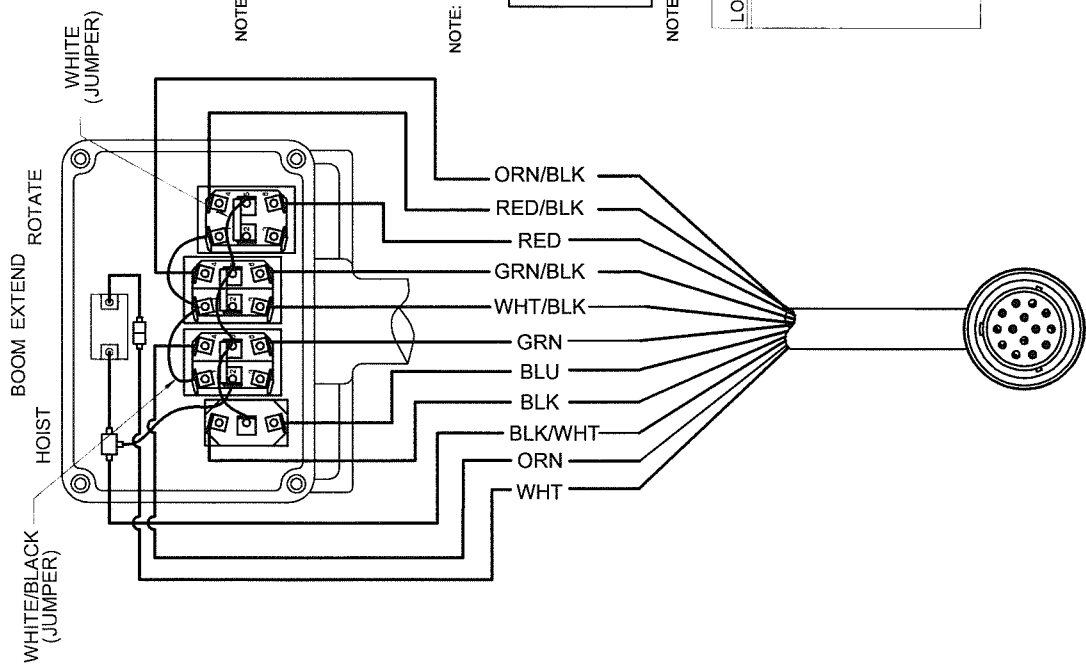 WHITE
(JUMPER)
NOTE
NOTE:
NOTE
LO
BOOM EXTEND
ROTATE
HOIST
WHITE/BLACK
(JUMPER)
ORN/BLK
RED/BLK
RED
GRN/BLK
WHT/BLK
GRN
BLU
BLK
BLK/WHT
ORN
WHT